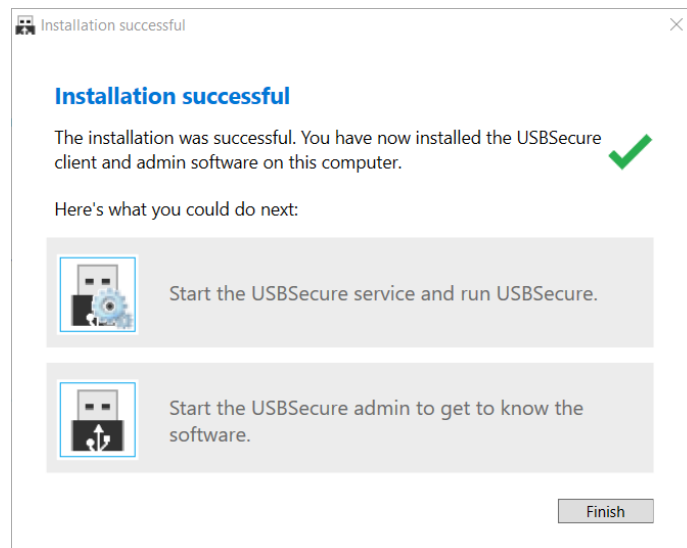 Installation successful
Installation successful
The installation was successful. You have now installed the USBSecure
client and admin software on this computer.
Here's what you could do next:
Start the USBSecure service and run USBSecure.
Start the USBSecure admin to get to know the
software.
Finish